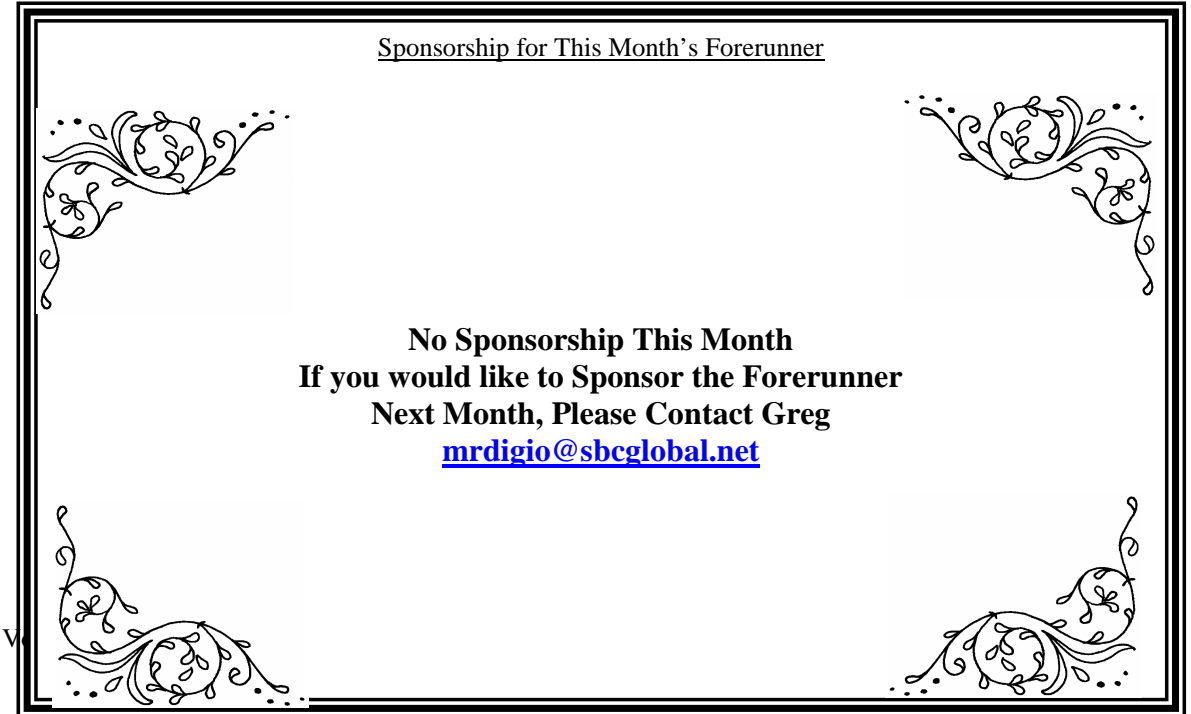 Sponsorship for This Month’s Forerunner
No Sponsorship This Month
If you would like to Sponsor the Forerunner
Next Month, Please Contact Greg
mrdigio@sbcglobal.net